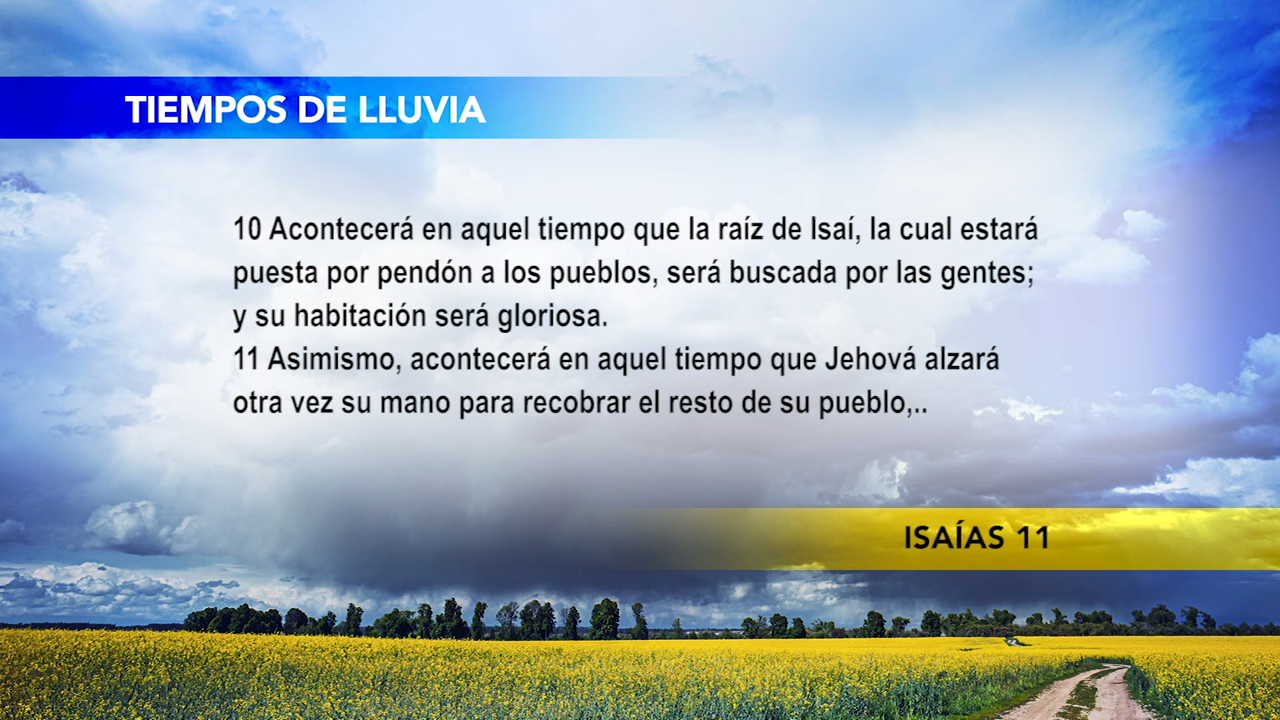 TIEMPOS DE LLUVIA
10 Acontecerá en aquel tiempo que la raíz de Isaí, la cual estará
puesta por pendón a los pueblos, será buscada por las gentes;
y su habitación será gloriosa.
11 Asimismo, acontecerá en aquel tiempo que Jehová alzará
otra vez su mano para recobrar el resto de su pueblo,..
ISAÍAS 11